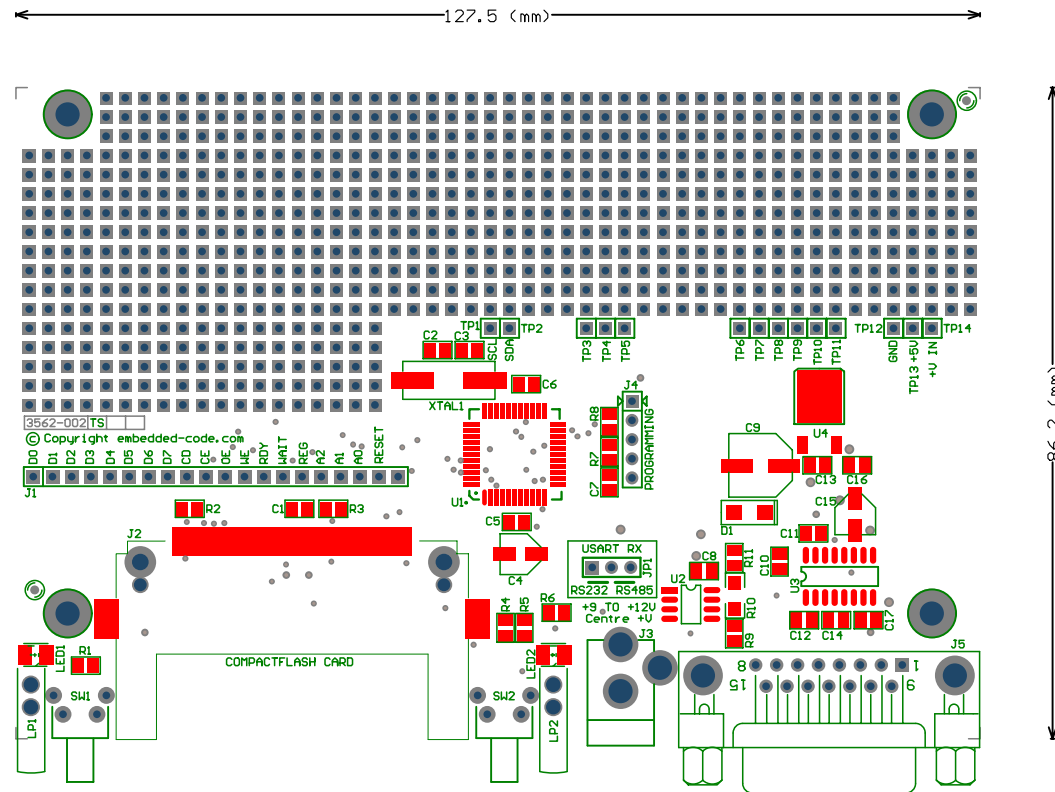 127.5 (mm)
86.2 (mm)
TP1
TP2
SCL
SDA
TP3
TP4
TP5
TP6
TP7
TP8
TP9
TP10
TP11
TP12
TP14
GND
TP13 +5V
+V IN
C2
C3
C6
XTAL1
J4
PROGRAMMING
R8
R7
C7
U4
C9
C13
C16
C15
3562-002 TS
© Copyright embedded-code.com
D0
D1
D2
D3
D4
D5
D6
D7
CD
CE
OE
WE
RDY
WAIT
REG
A2
A1
A0
RESET
J1
U1
R2
C1
R3
C5
D1
C11
J2
C4
USART RX
JP1
RS232 RS485
C8
R11
C10
U3
U2
R10
R9
R4
R5
R6
+9 TO +12V
Centre +V
J3
C12
C14
C17
J5
LED1
R1
COMPACTFLASH CARD
LED2
8
1
15
9
SW1
SW2
LP1
LP2